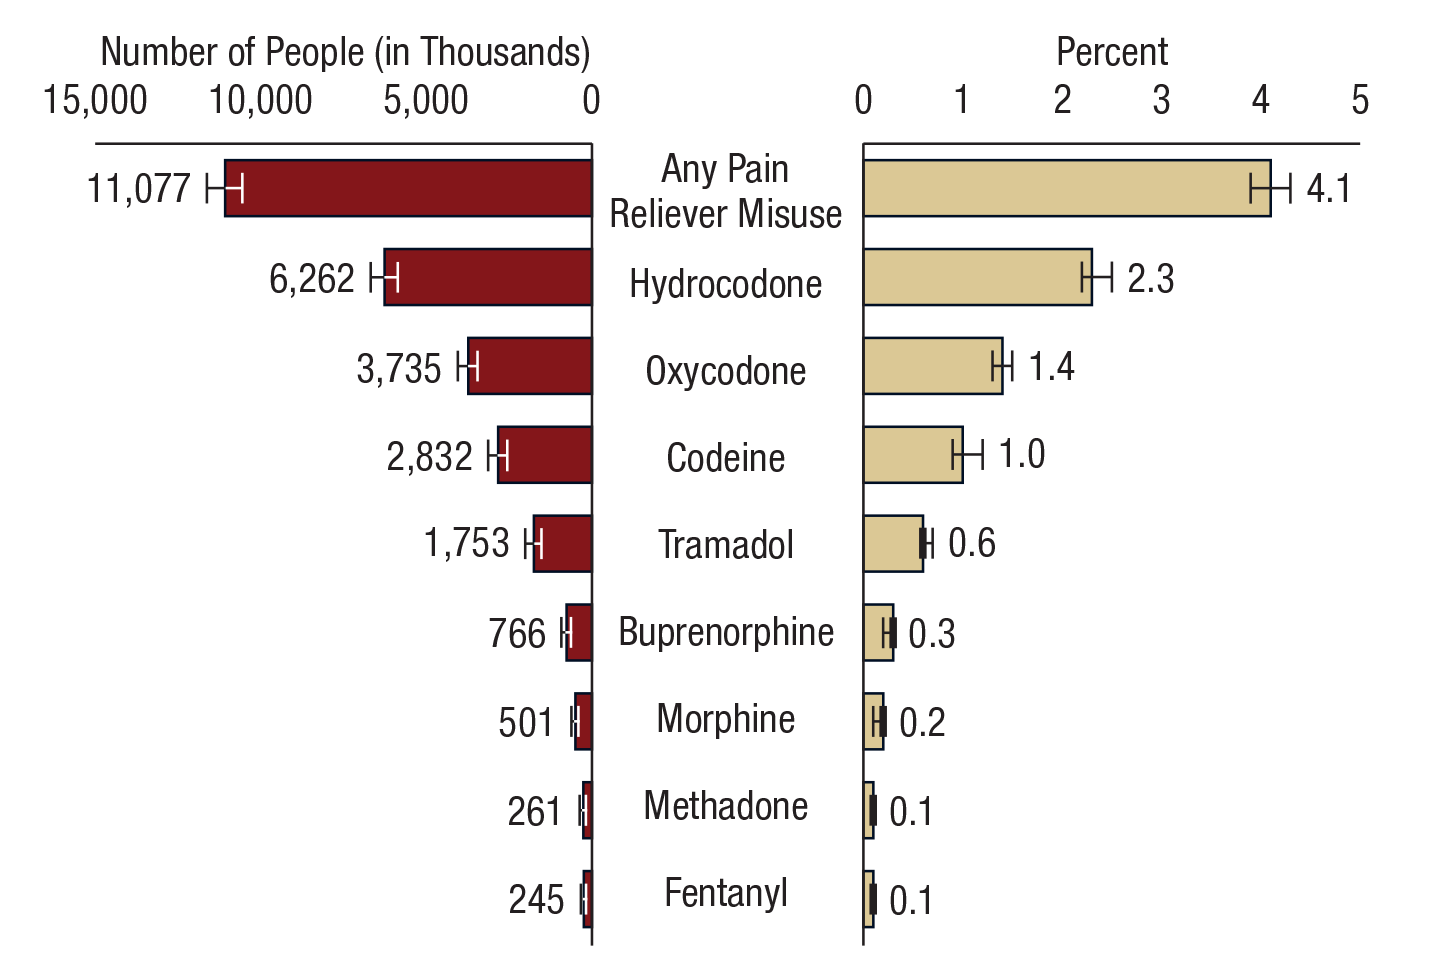 Number of People (in Thousands) Percent
15,000 10,000 5,000 0 0 1 2 3 4 5
11,077 Any Pain
Reliever Misuse 4.1
6,262 Hydrocodone 2.3
3,735 Oxycodone 1.4
2,832 Codeine 1.0
1,753 Tramadol 0.6
766 Buprenorphine 0.3
501 Morphine 0.2
261 Methadone 0.1
245 Fentanyl 0.1